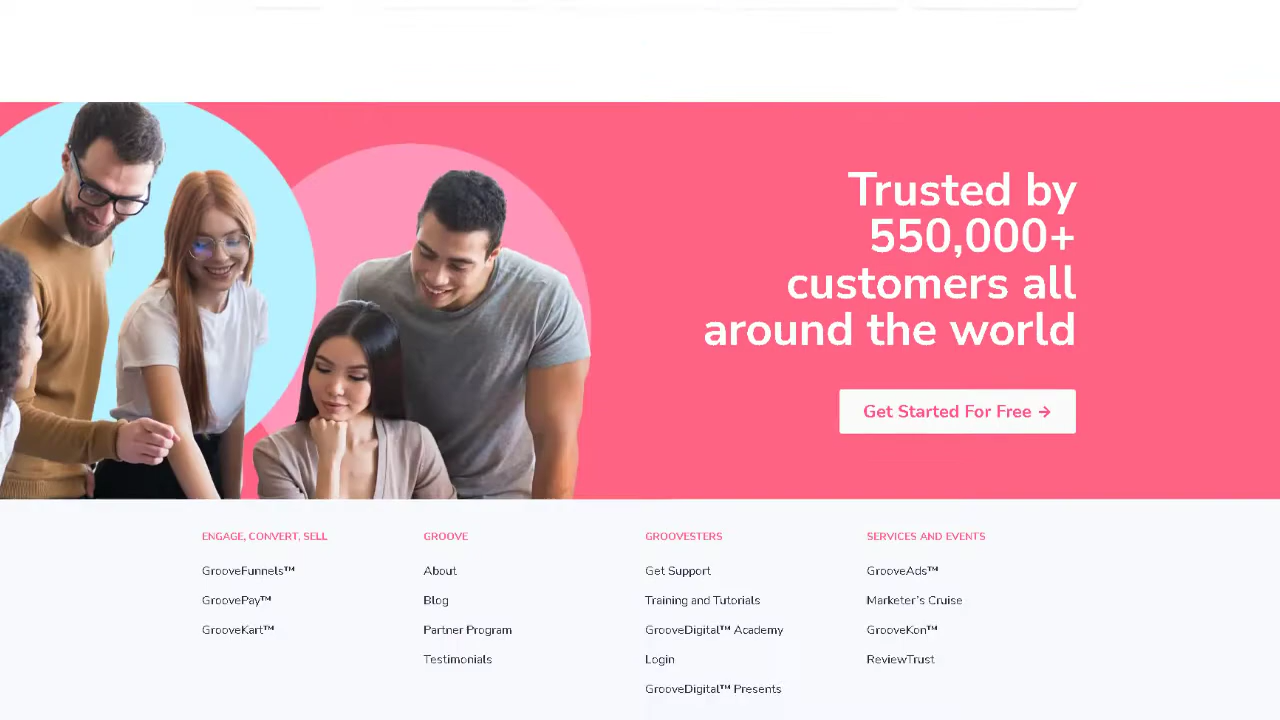 Trusted by
550,000+
customers all
around the world
Get Started For Free →
ENGAGE, CONVERT, SELL
GrooveFunnels™
GroovePay™
GrooveKart™
GROOVE
About
Blog
Partner Program
Testimonials
GROOVESTERS
Get Support
Training and Tutorials
GrooveDigital™ Academy
Login
GrooveDigital™ Presents
SERVICES AND EVENTS
GrooveAds™
Marketer's Cruise
GrooveKon™
ReviewTrust